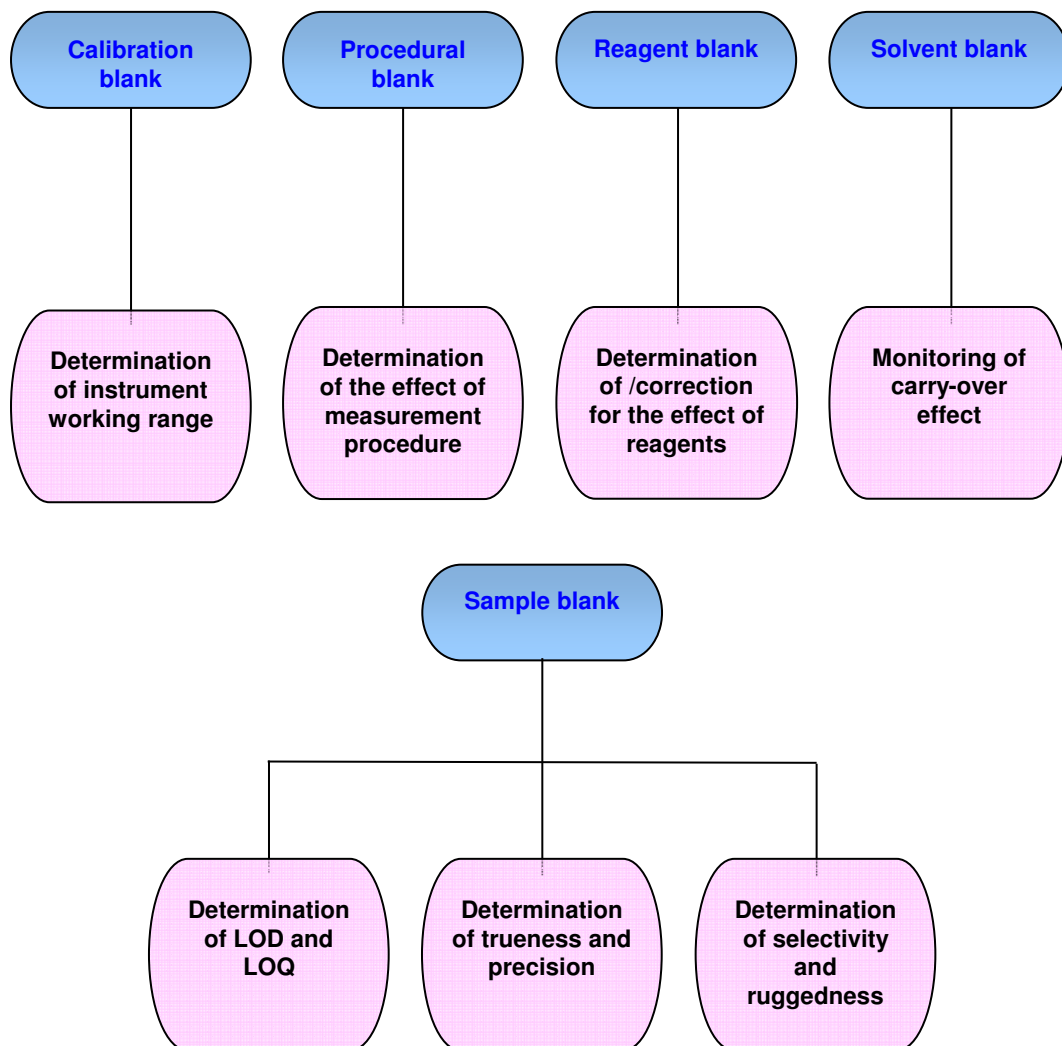 Calibration
blank
Procedural
blank
Reagent blank
Solvent blank
Determination
of instrument
working range
Determination
of the effect of
measurement
procedure
Determination
of /correction
for the effect of
reagents
Monitoring of
carry-over
effect
Sample blank
Determination
of LOD and
LOQ
Determination
of trueness and
precision
Determination
of selectivity
and
ruggedness